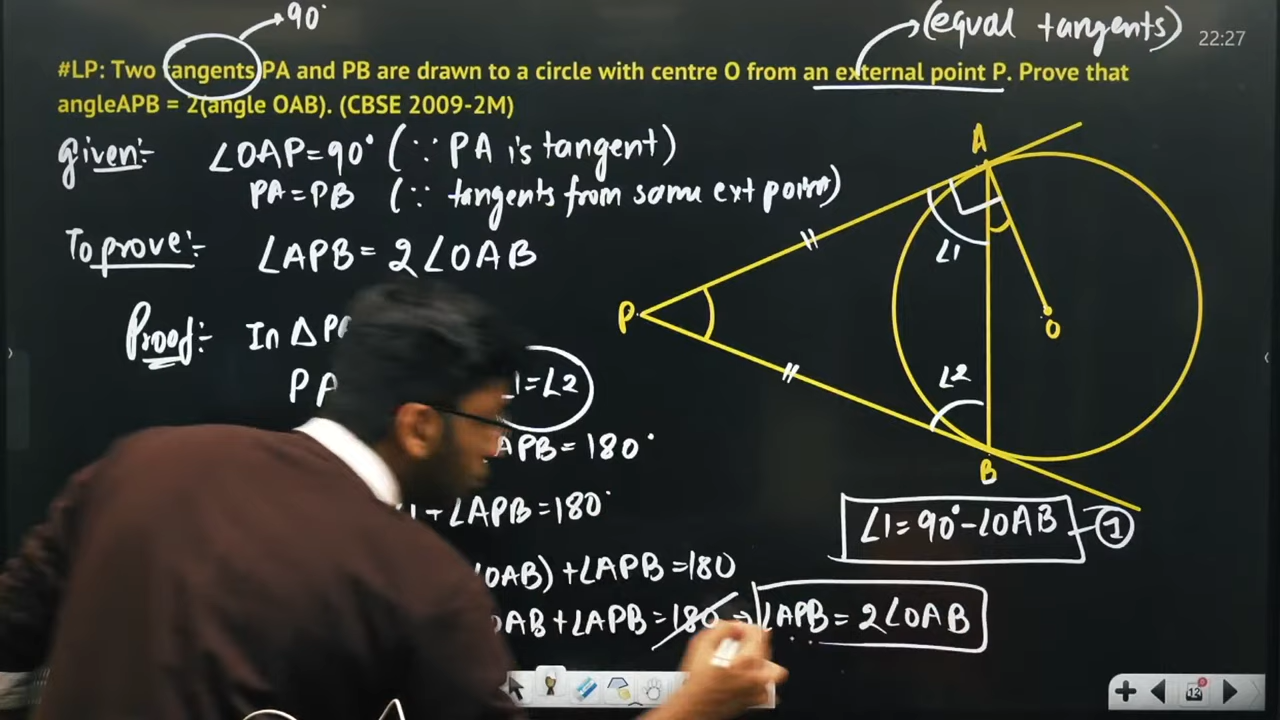 90°
(equal tangents)
22:27
#LP: Two tangents PA and PB are drawn to a circle with centre O from an external point P. Prove that
angleAPB = 2(angle OAB). (CBSE 2009-2M)
given:- ∠OAP=90° (∵ PA is tangent)
PA=PB (∵ tangents from same ext point)
To prove:- ∠APB= 2∠OAB
Proof:- In Δ
PA =∠2
APB=180°
+∠APB=180°
OAB)+∠APB=180
AB+∠APB=180 ⇒ ∠APB= 2∠OAB
A
∠1
P
O
∠2
B
∠1=90°-∠OAB 1
12